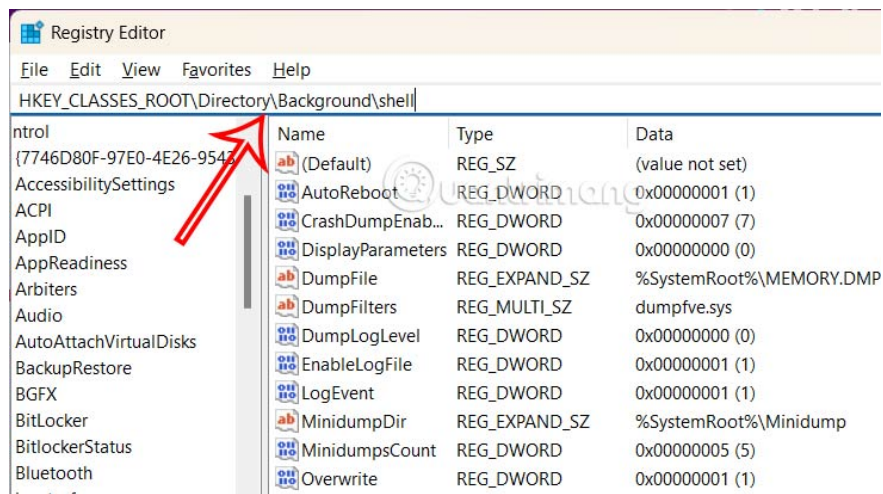 Registry Editor
File Edit View Favorites Help
HKEY_CLASSES_ROOT\Directory\Background\shell
ntrol
{7746D80F-97E0-4E26-9543
AccessibilitySettings
ACPI
AppID
AppReadiness
Arbiters
Audio
AutoAttachVirtualDisks
BackupRestore
BGFX
BitLocker
BitlockerStatus
Bluetooth
Name Type Data
(Default) REG_SZ (value not set)
AutoReboot REG_DWORD 0x00000001 (1)
CrashDumpEnab... REG_DWORD 0x00000007 (7)
DisplayParameters REG_DWORD 0x00000000 (0)
DumpFile REG_EXPAND_SZ %SystemRoot%\MEMORY.DMP
DumpFilters REG_MULTI_SZ dumpfve.sys
DumpLogLevel REG_DWORD 0x00000000 (0)
EnableLogFile REG_DWORD 0x00000001 (1)
LogEvent REG_DWORD 0x00000001 (1)
MinidumpDir REG_EXPAND_SZ %SystemRoot%\Minidump
MinidumpsCount REG_DWORD 0x00000005 (5)
Overwrite REG_DWORD 0x00000001 (1)
Quantrimang